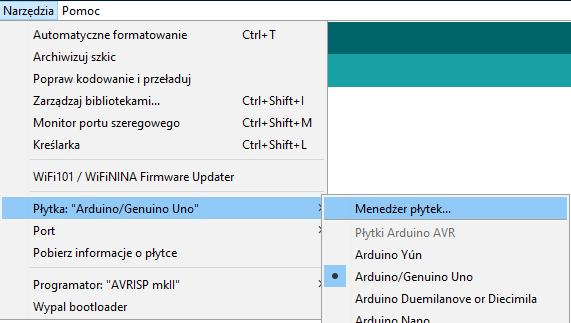 Narzędzia Pomoc
Automatyczne formatowanie Ctrl+T
Archiwizuj szkic
Popraw kodowanie i przeładuj
Zarządzaj bibliotekami... Ctrl+Shift+I
Monitor portu szeregowego Ctrl+Shift+M
Kreślarka Ctrl+Shift+L
WiFi101 / WiFiNINA Firmware Updater
Płytka: "Arduino/Genuino Uno"
Port
Pobierz informacje o płytce
Programator: "AVRISP mkII"
Wypal bootloader
Menedżer płytek...
Płytki Arduino AVR
Arduino Yún
Arduino/Genuino Uno
Arduino Duemilanove or Diecimila
Arduino Nano